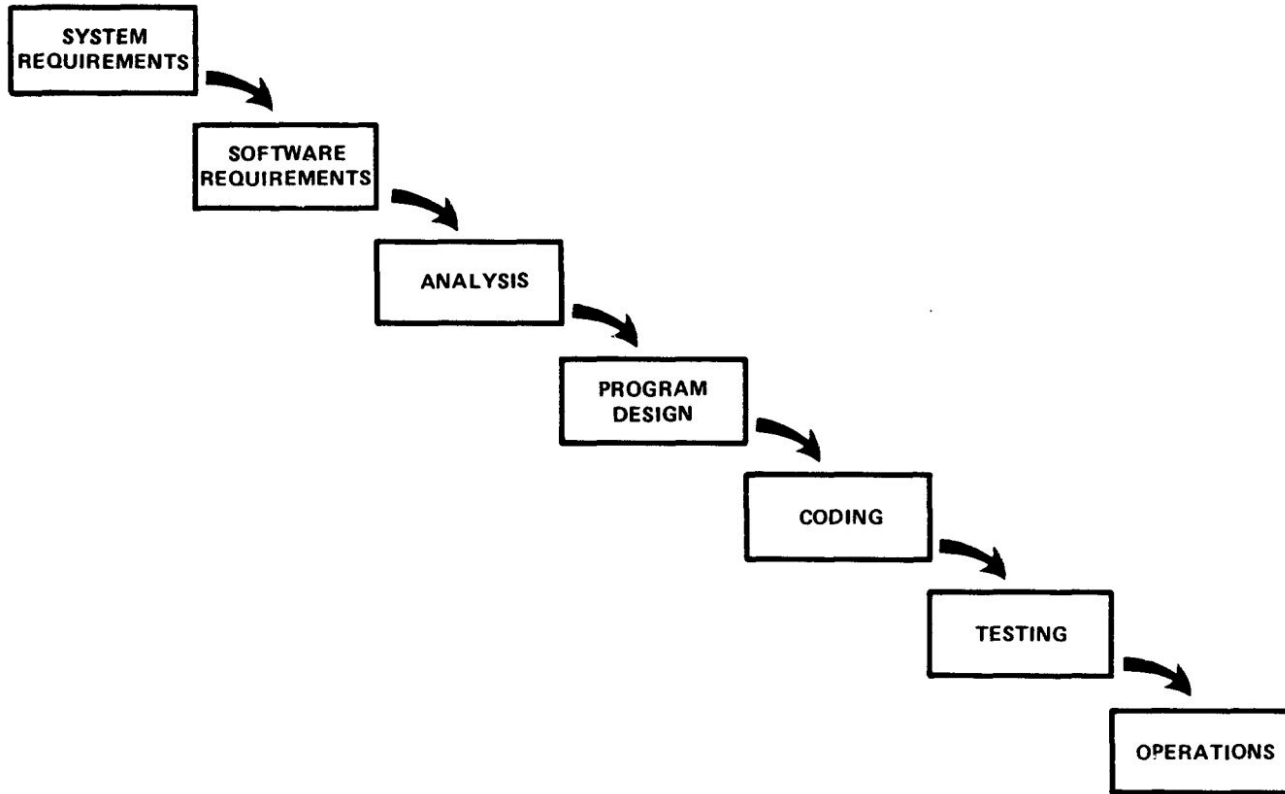 SYSTEM
REQUIREMENTS
SOFTWARE
REQUIREMENTS
ANALYSIS
PROGRAM
DESIGN
CODING
TESTING
OPERATIONS